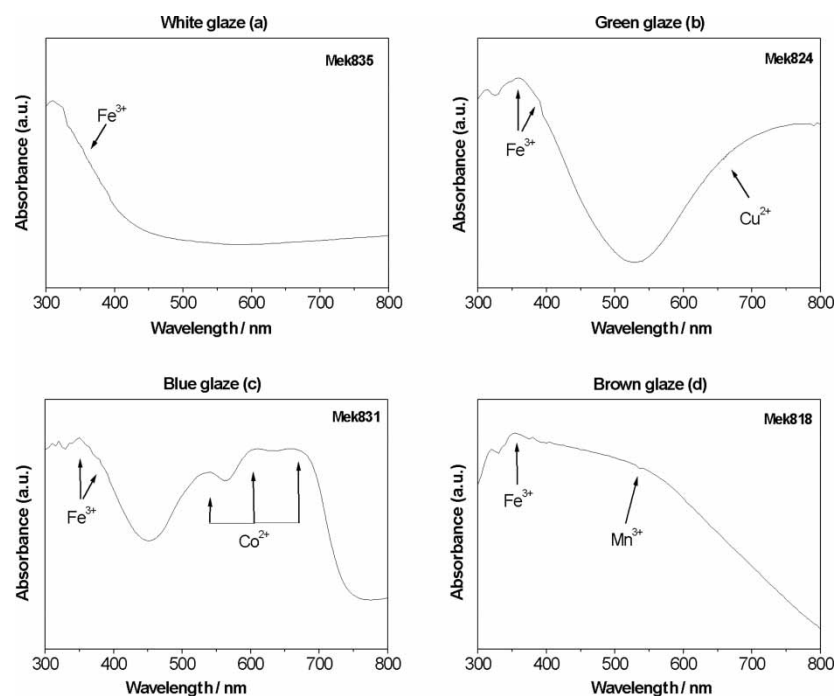 White glaze (a)
Mek835
Fe³⁺
Absorbance (a.u.)
300 400 500 600 700 800
Wavelength / nm
Green glaze (b)
Mek824
Fe³⁺
Cu²⁺
Absorbance (a.u.)
300 400 500 600 700 800
Wavelength / nm
Blue glaze (c)
Mek831
Fe³⁺
Co²⁺
Absorbance (a.u.)
300 400 500 600 700 800
Wavelength / nm
Brown glaze (d)
Mek818
Fe³⁺
Mn³⁺
Absorbance (a.u.)
300 400 500 600 700 800
Wavelength / nm